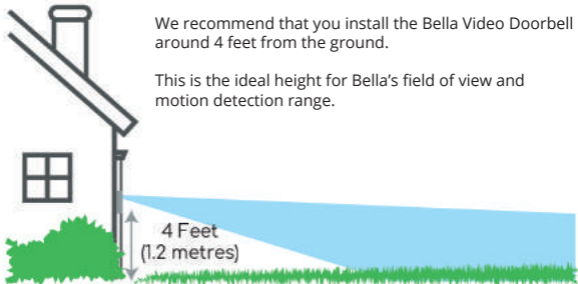 We recommend that you install the Bella Video Doorbell
around 4 feet from the ground.
This is the ideal height for Bella's field of view and
motion detection range.
4 Feet
(1.2 metres)